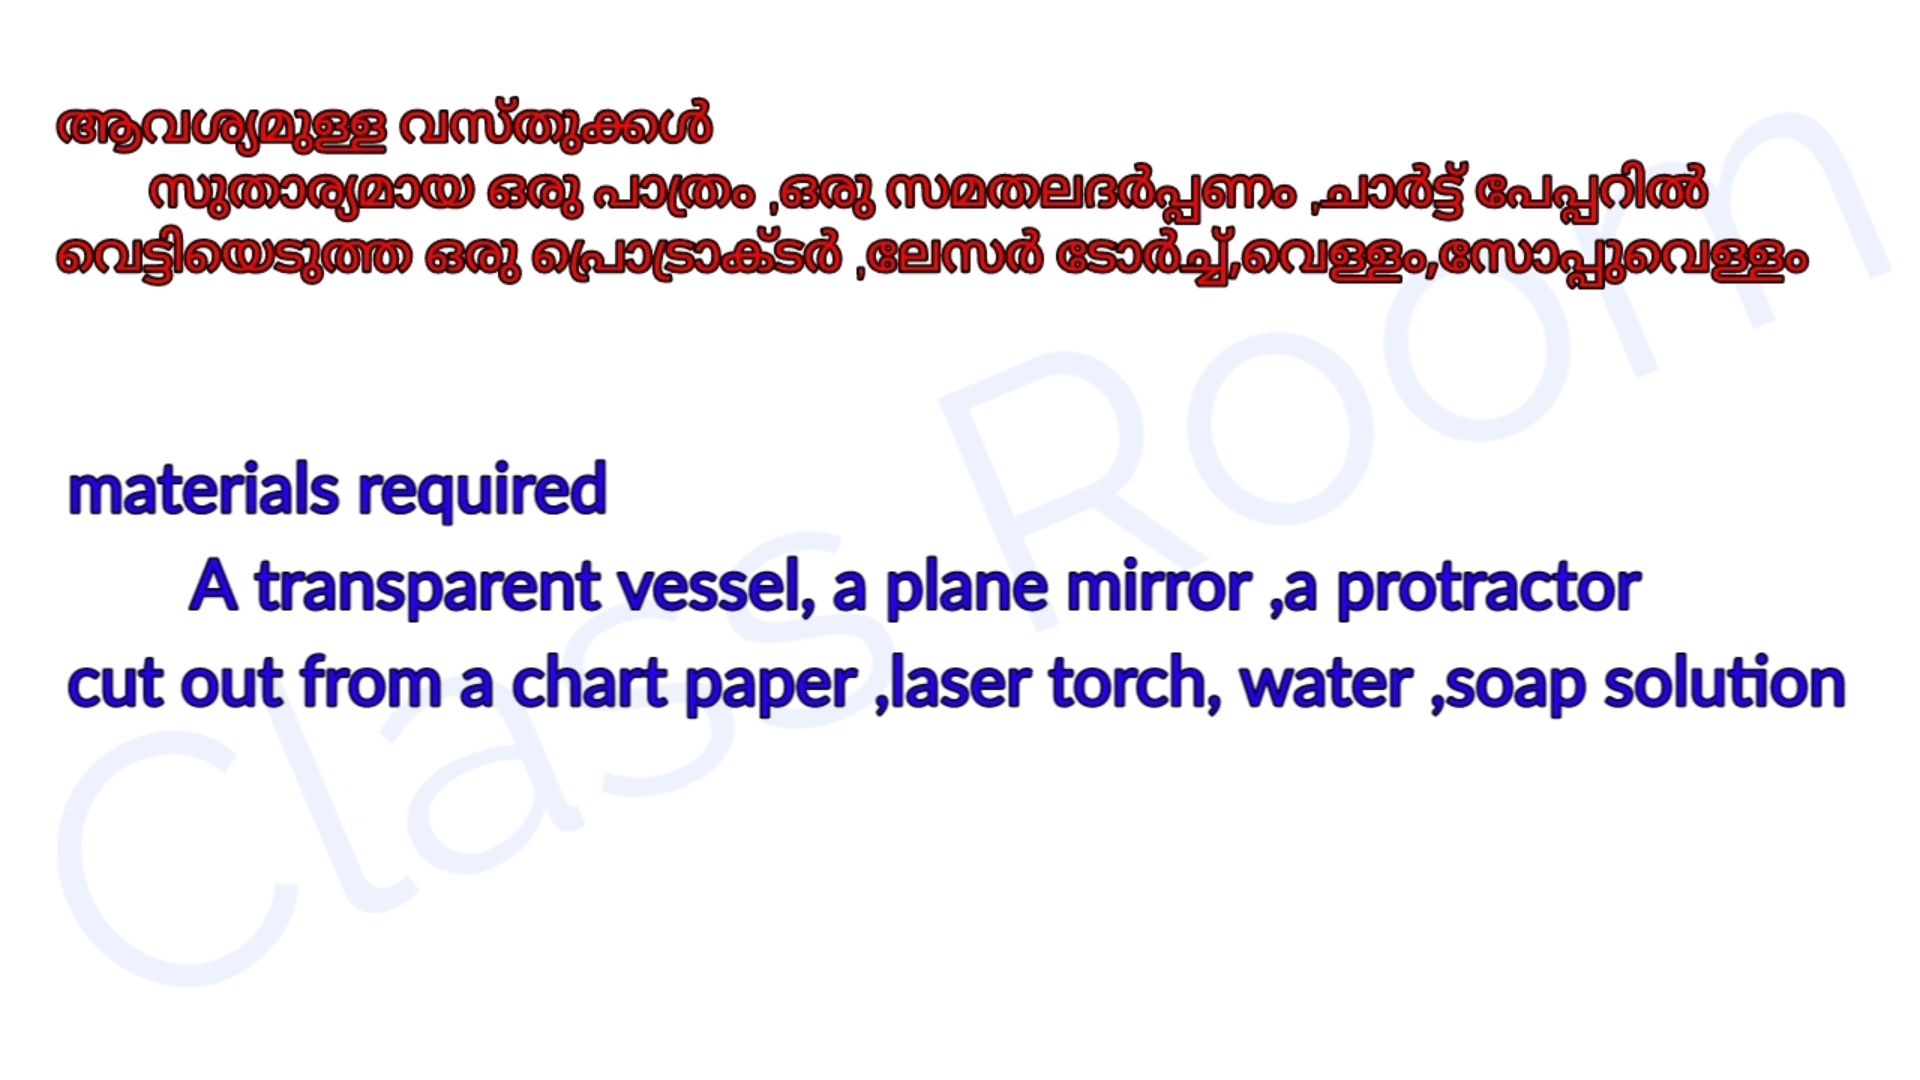 ആവശ്യമുള്ള വസ്തുക്കൾ
സുതാര്യമായ ഒരു പാത്രം ,ഒരു സമതലദർപ്പണം ,ചാർട്ട് പേപ്പറിൽ
വെട്ടിയെടുത്ത ഒരു പ്രൊട്രാക്ടർ ,ലേസർ ടോർച്ച്,വെള്ളം,സോപ്പുവെള്ളം
materials required
A transparent vessel, a plane mirror ,a protractor
cut out from a chart paper ,laser torch, water ,soap solution
Class Room